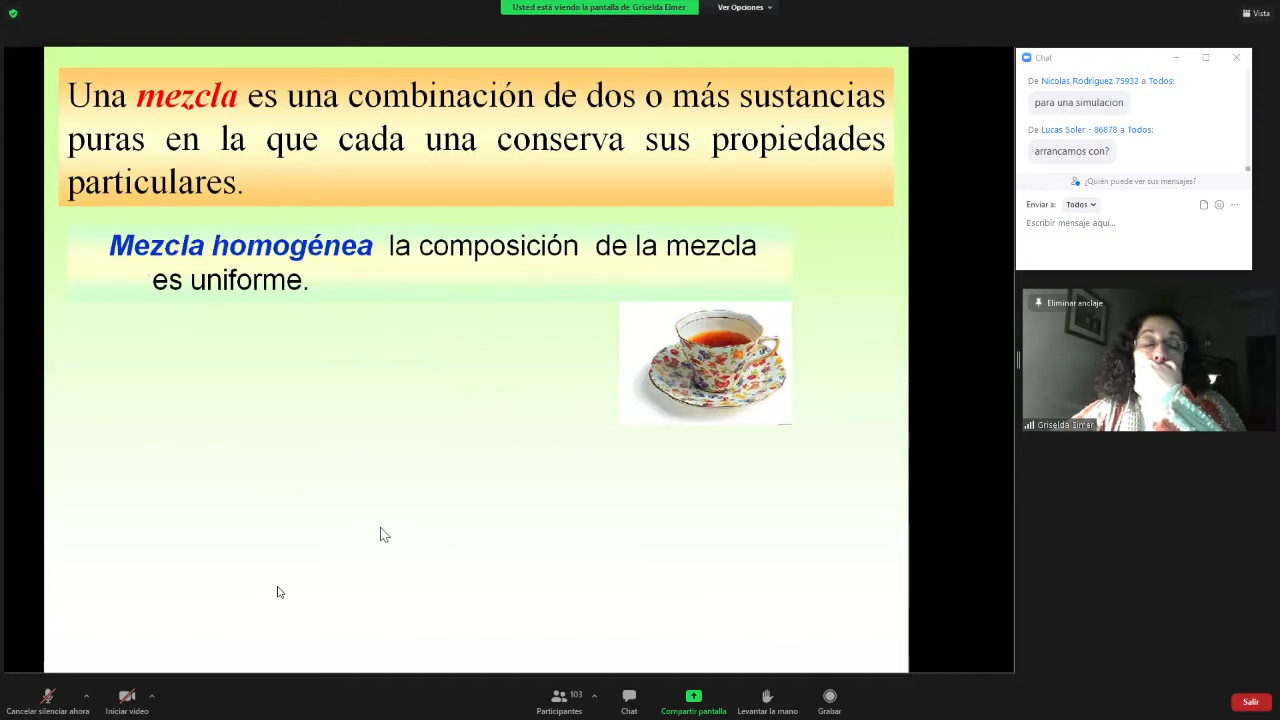 Usted está viendo la pantalla de Griselda Eimer
Ver Opciones
Vista
Una mezcla es una combinación de dos o más sustancias
puras en la que cada una conserva sus propiedades
particulares.
Mezcla homogénea la composición de la mezcla
es uniforme.
Chat
De Nicolas Rodriguez 75932 a Todos:
para una simulacion
De Lucas Soler - 86878 a Todos:
arrancamos con?
¿Quién puede ver sus mensajes?
Enviar a: Todos
Escribir mensaje aquí...
Eliminar anclaje
Griselda Eimer
Cancelar silenciar ahora
Iniciar video
103
Participantes
Chat
Compartir pantalla
Levantar la mano
Grabar
Salir